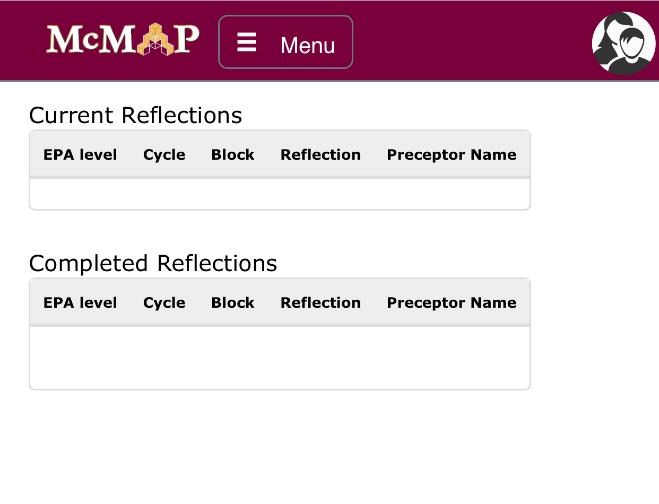 McMAP
Menu
Current Reflections
EPA level Cycle Block Reflection Preceptor Name
Completed Reflections
EPA level Cycle Block Reflection Preceptor Name